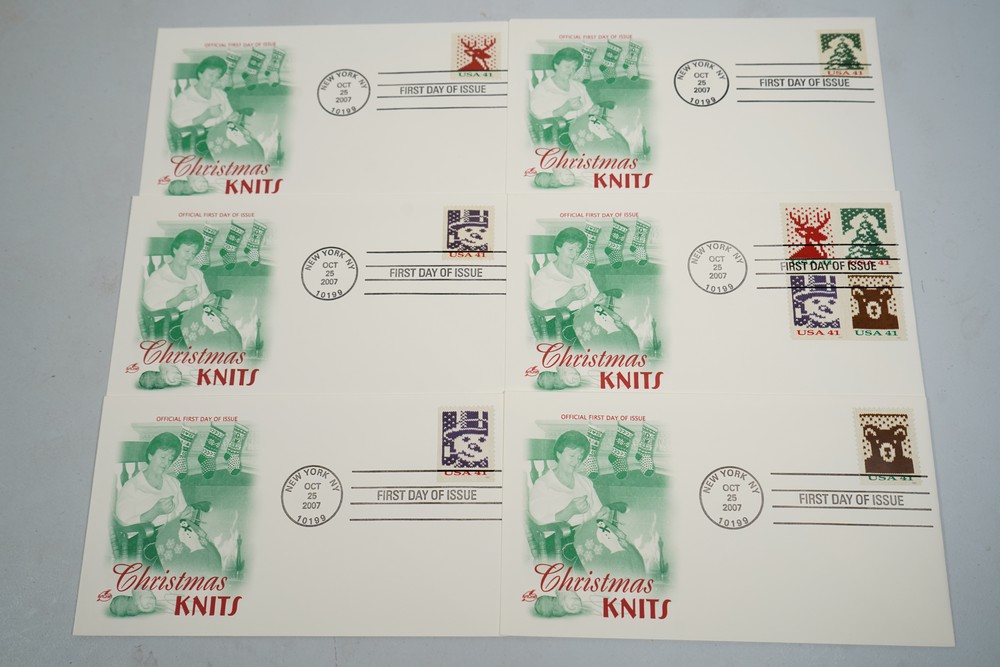 OFFICIAL FIRST DAY OF ISSUE
NEW YORK NY
OCT
25
2007
10199
USA 41
FIRST DAY OF ISSUE
Christmas
KNITS
OFFICIAL FIRST DAY OF ISSUE
NEW YORK NY
OCT
25
2007
10199
USA 41
FIRST DAY OF ISSUE
Christmas
KNITS
OFFICIAL FIRST DAY OF ISSUE
NEW YORK NY
OCT
25
2007
10199
USA 41
FIRST DAY OF ISSUE
Christmas
KNITS
OFFICIAL FIRST DAY OF ISSUE
NEW YORK NY
OCT
25
2007
10199
41
FIRST DAY OF ISSUE
USA 41
USA 41
Christmas
KNITS
OFFICIAL FIRST DAY OF ISSUE
NEW YORK NY
OCT
25
2007
10199
USA 41
FIRST DAY OF ISSUE
Christmas
KNITS
OFFICIAL FIRST DAY OF ISSUE
NEW YORK NY
OCT
25
2007
10199
USA 41
FIRST DAY OF ISSUE
Christmas
KNITS